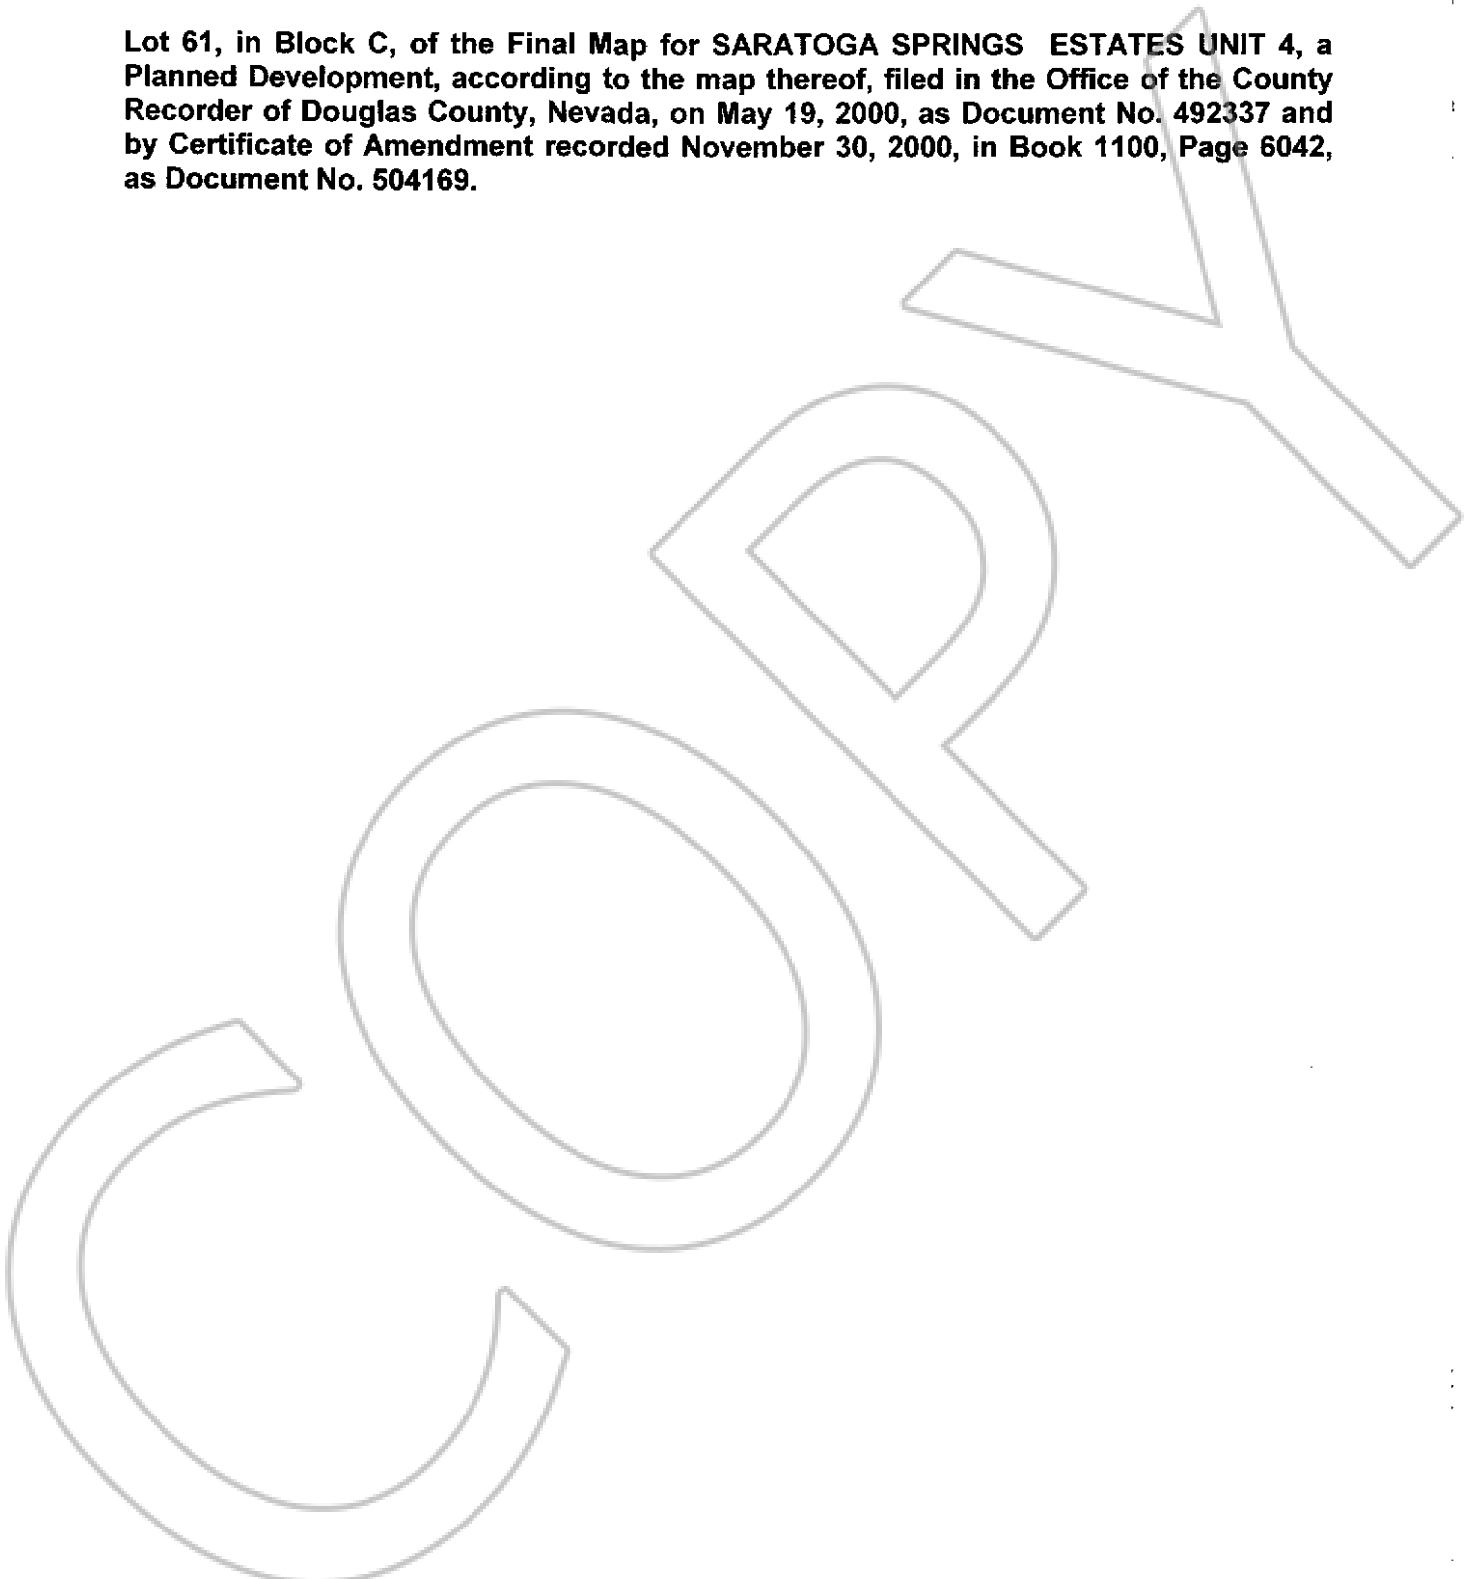 Lot 61, in Block C, of the Final Map for SARATOGA SPRINGS ESTATES UNIT 4, a
Planned Development, according to the map thereof, filed in the Office of the County
Recorder of Douglas County, Nevada, on May 19, 2000, as Document No. 492337 and
by Certificate of Amendment recorded November 30, 2000, in Book 1100, Page 6042,
as Document No. 504169.
COPY